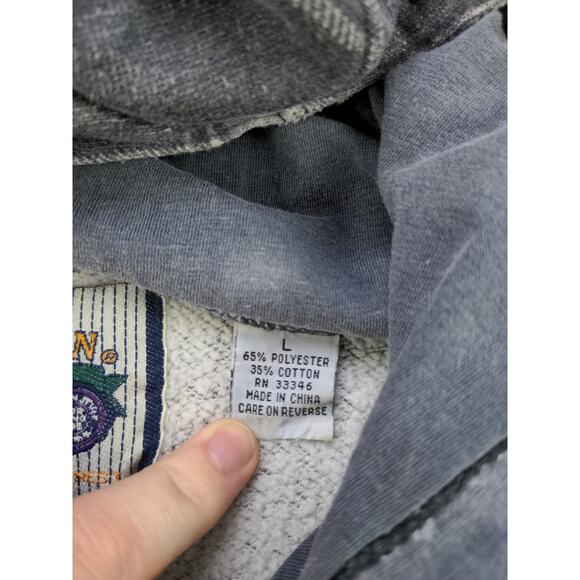 L
65% POLYESTER
35% COTTON
RN 33346
MADE IN CHINA
CARE ON REVERSE
N ®